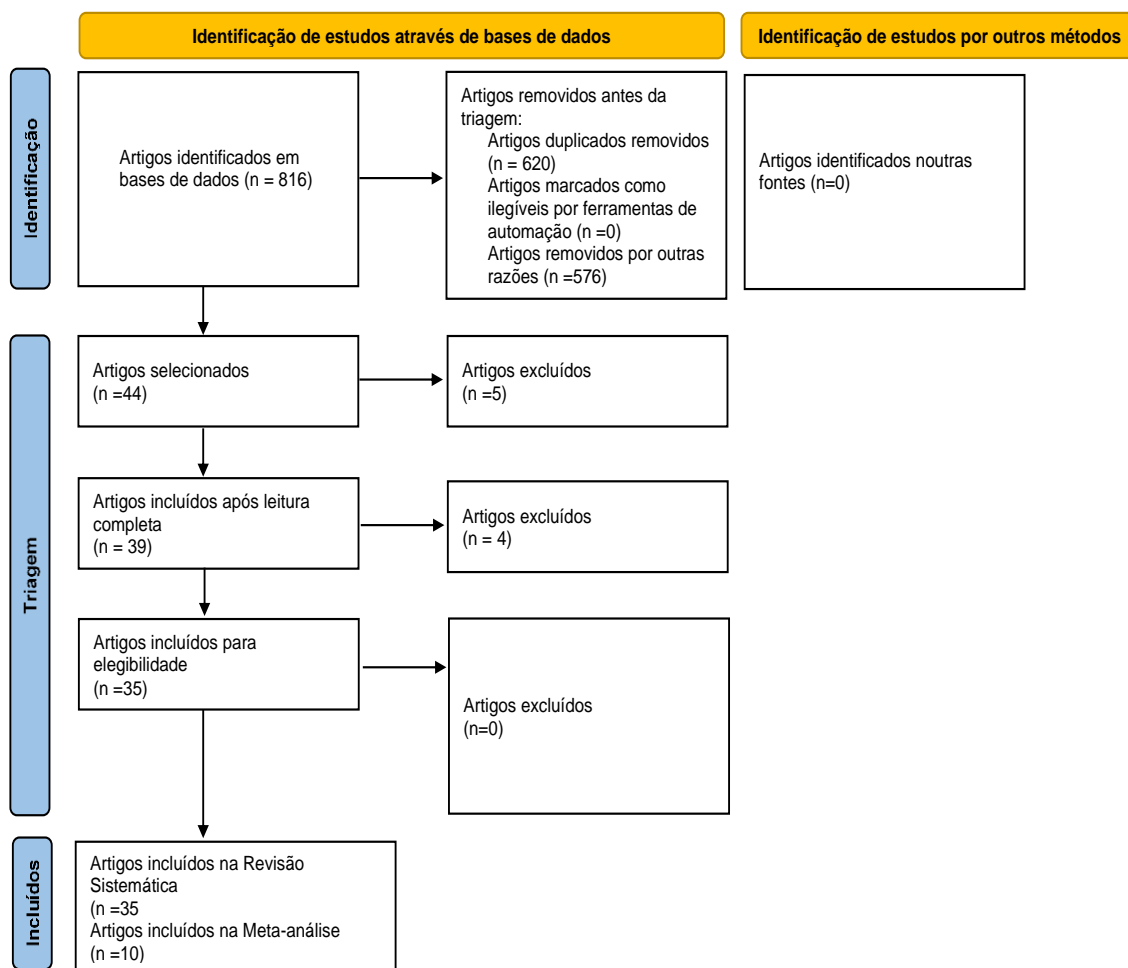 Identificação de estudos através de bases de dados
Identificação de estudos por outros métodos
Identificação
Artigos identificados em
bases de dados (n = 816)
Artigos removidos antes da
triagem:
Artigos duplicados removidos
(n = 620)
Artigos marcados como
ilegíveis por ferramentas de
automação (n =0)
Artigos removidos por outras
razões (n =576)
Artigos identificados noutras
fontes (n=0)
Triagem
Artigos selecionados
(n =44)
Artigos excluídos
(n =5)
Artigos incluídos após leitura
completa
(n = 39)
Artigos excluídos
(n = 4)
Artigos incluídos para
elegibilidade
(n =35)
Artigos excluídos
(n=0)
Incluídos
Artigos incluídos na Revisão
Sistemática
(n =35
Artigos incluídos na Meta-análise
(n =10)